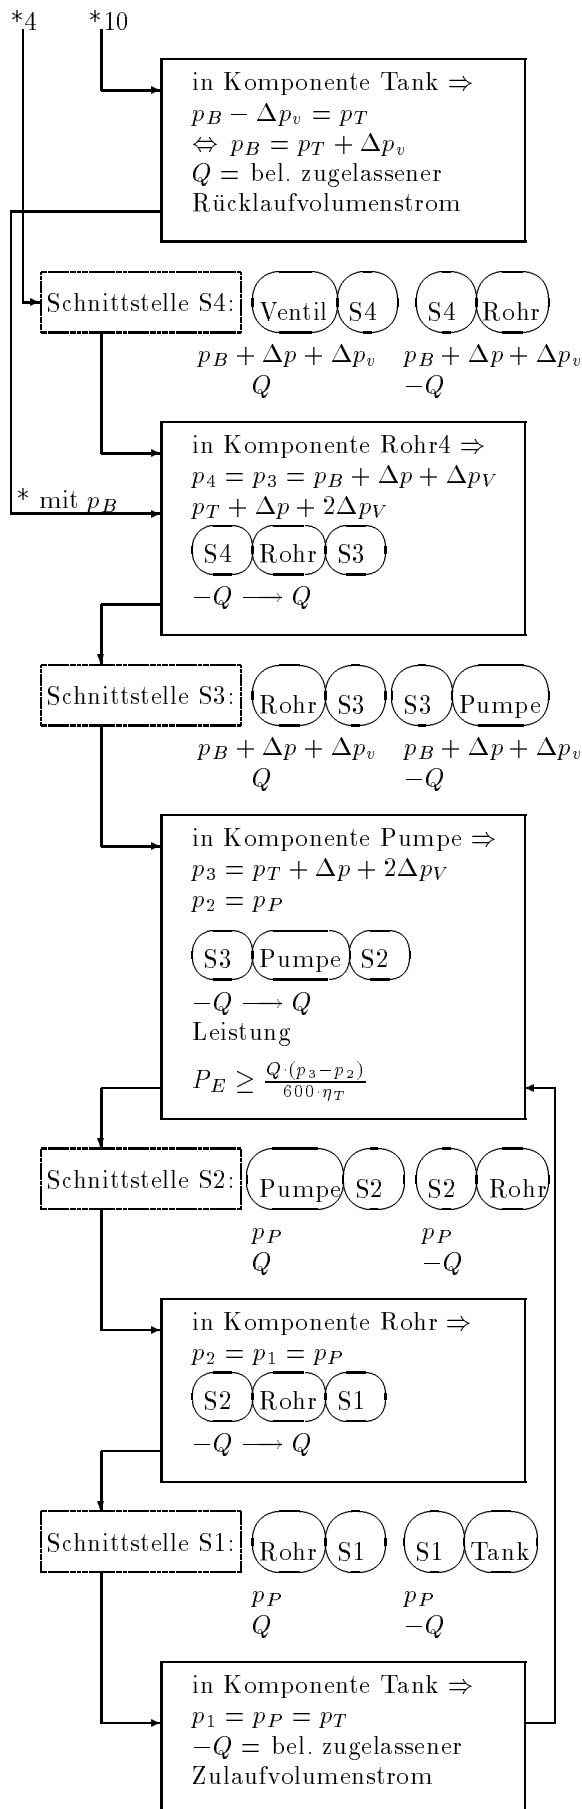 *4 *10
in Komponente Tank ⇒
p_B − Δp_v = p_T
⇔ p_B = p_T + Δp_v
Q = bel. zugelassener
Rücklaufvolumenstrom
Schnittstelle S4: Ventil S4 S4 Rohr
p_B + Δp + Δp_v p_B + Δp + Δp_v
Q −Q
in Komponente Rohr4 ⇒
p_4 = p_3 = p_B + Δp + Δp_V
* mit p_B p_T + Δp + 2Δp_V
S4 Rohr S3
−Q ⟶ Q
Schnittstelle S3: Rohr S3 S3 Pumpe
p_B + Δp + Δp_v p_B + Δp + Δp_v
Q −Q
in Komponente Pumpe ⇒
p_3 = p_T + Δp + 2Δp_V
p_2 = p_P
S3 Pumpe S2
−Q ⟶ Q
Leistung
P_E ≥ \frac{Q·(p_3−p_2)}{600·η_T}
Schnittstelle S2: Pumpe S2 S2 Rohr
p_P p_P
Q −Q
in Komponente Rohr ⇒
p_2 = p_1 = p_P
S2 Rohr S1
−Q ⟶ Q
Schnittstelle S1: Rohr S1 S1 Tank
p_P p_P
Q −Q
in Komponente Tank ⇒
p_1 = p_P = p_T
−Q = bel. zugelassener
Zulaufvolumenstrom